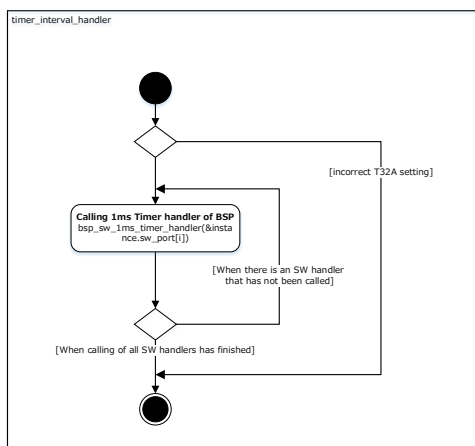 timer_interval_handler
[incorrect T32A setting]
Calling 1ms Timer handler of BSP
bsp_sw_1ms_timer_handler(&insta
nce.sw_port[i])
[When there is an SW handler
that has not been called]
[When calling of all SW handlers has finished]